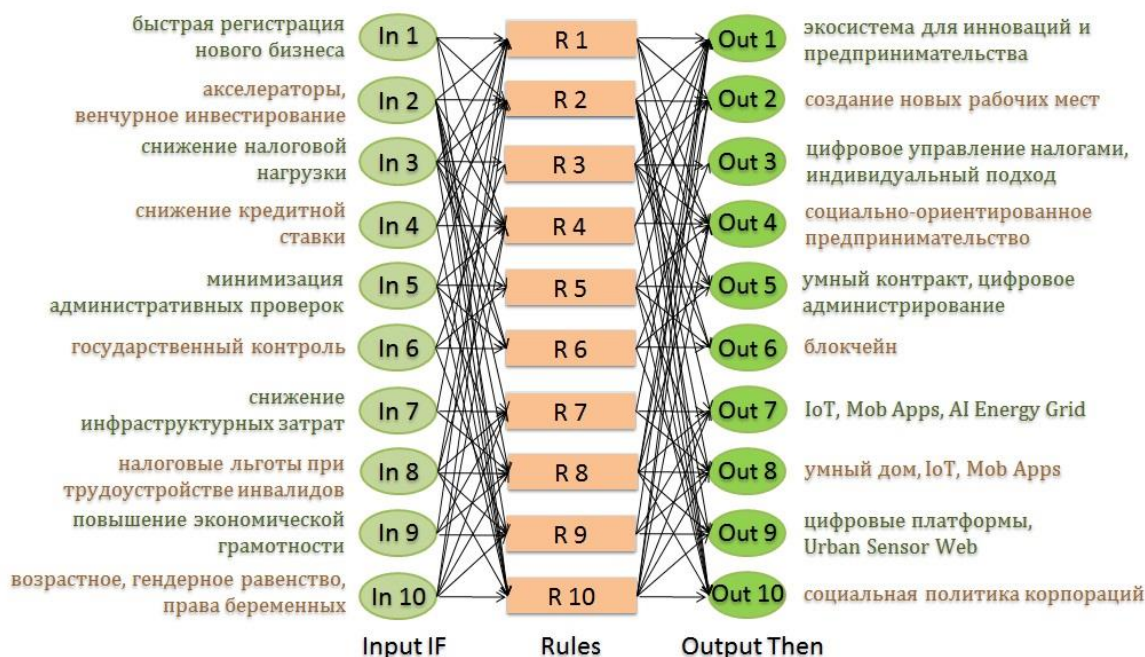 быстрая регистрация
нового бизнеса
In 1
R 1
Out 1
экосистема для инноваций и
предпринимательства
акселераторы,
венчурное инвестирование
In 2
R 2
Out 2
создание новых рабочих мест
снижение налоговой
нагрузки
In 3
R 3
Out 3
цифровое управление налогами,
индивидуальный подход
снижение кредитной
ставки
In 4
R 4
Out 4
социально-ориентированное
предпринимательство
минимизация
административных проверок
In 5
R 5
Out 5
умный контракт, цифровое
администрирование
государственный контроль
In 6
R 6
Out 6
блокчейн
снижение
инфраструктурных затрат
In 7
R 7
Out 7
IoT, Mob Apps, AI Energy Grid
налоговые льготы при
трудоустройстве инвалидов
In 8
R 8
Out 8
умный дом, IoT, Mob Apps
повышение экономической
грамотности
In 9
R 9
Out 9
цифровые платформы,
Urban Sensor Web
возрастное, гендерное равенство,
права беременных
In 10
R 10
Out 10
социальная политика корпораций
Input IF
Rules
Output Then